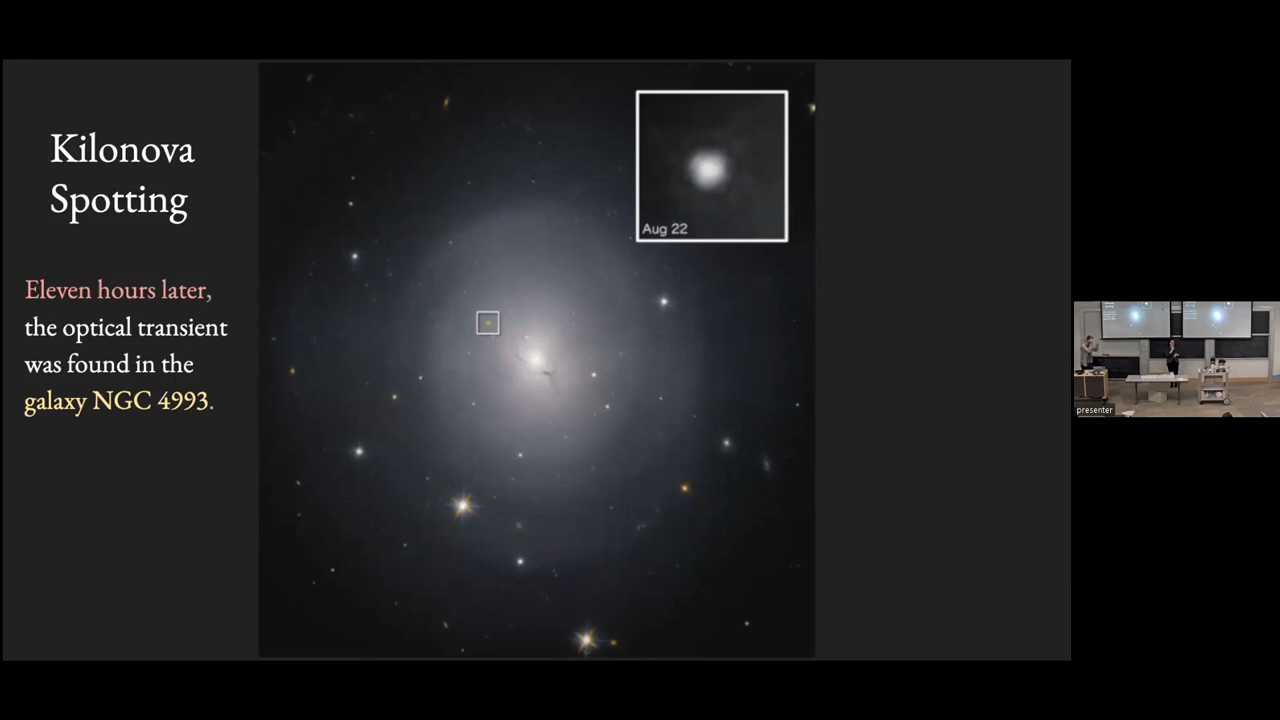 Kilonova
Spotting
Eleven hours later,
the optical transient
was found in the
galaxy NGC 4993.
Aug 22
presenter